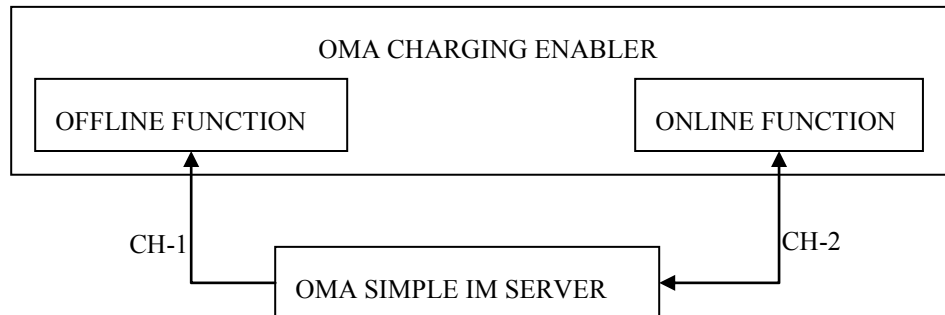 OMA CHARGING ENABLER
OFFLINE FUNCTION
ONLINE FUNCTION
CH-1
CH-2
OMA SIMPLE IM SERVER